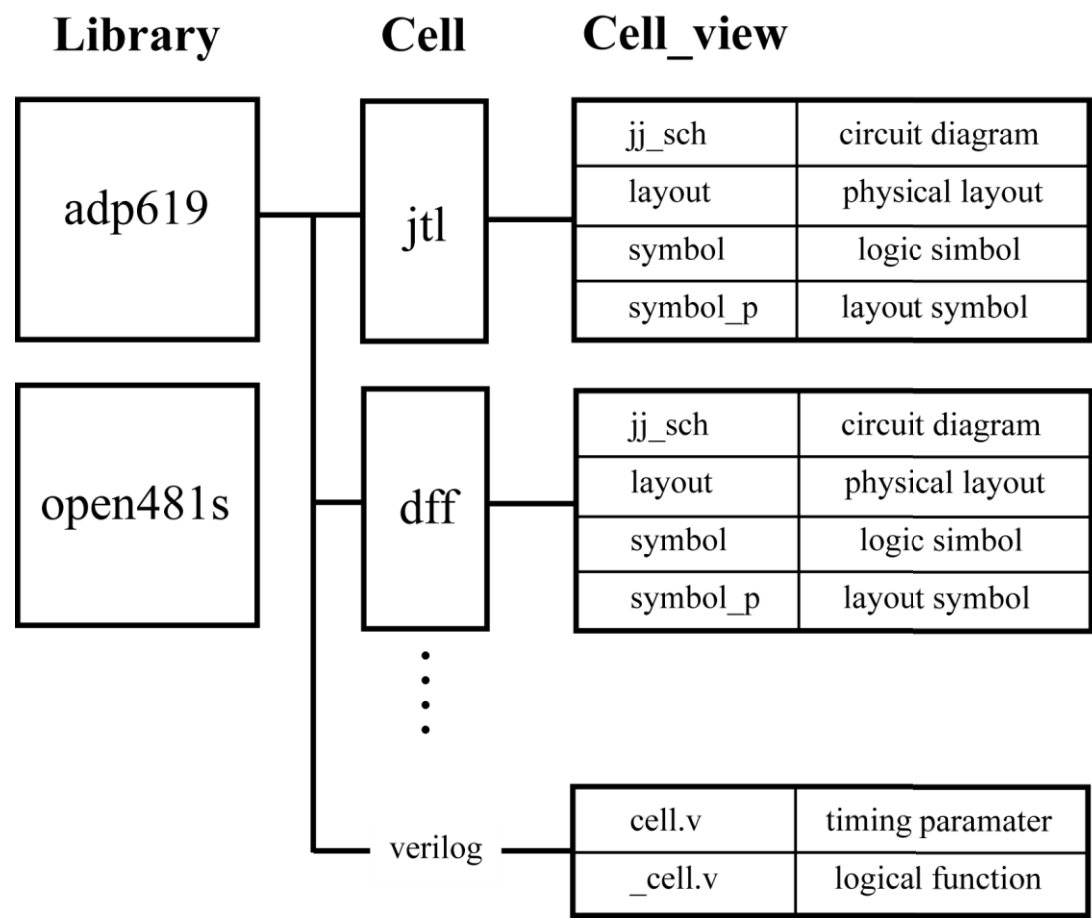 Library Cell Cell_view
adp619
jtl
jj_sch circuit diagram
layout physical layout
symbol logic simbol
symbol_p layout symbol
open481s
dff
jj_sch circuit diagram
layout physical layout
symbol logic simbol
symbol_p layout symbol
verilog
cell.v timing paramater
_cell.v logical function